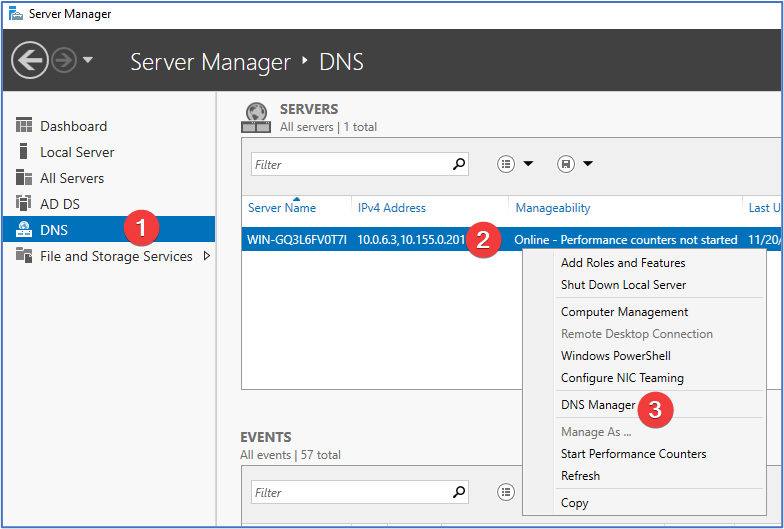 Server Manager
Server Manager ‣ DNS
Dashboard
Local Server
All Servers
AD DS
DNS
1
File and Storage Services
SERVERS
All servers | 1 total
Filter
Server Name IPv4 Address Manageability Last U
WIN-GQ3L6FV0T7I 10.0.6.3,10.155.0.201 2 Online - Performance counters not started 11/20/
Add Roles and Features
Shut Down Local Server
Computer Management
Remote Desktop Connection
Windows PowerShell
Configure NIC Teaming
DNS Manager 3
Manage As ...
Start Performance Counters
Refresh
Copy
EVENTS
All events | 57 total
Filter